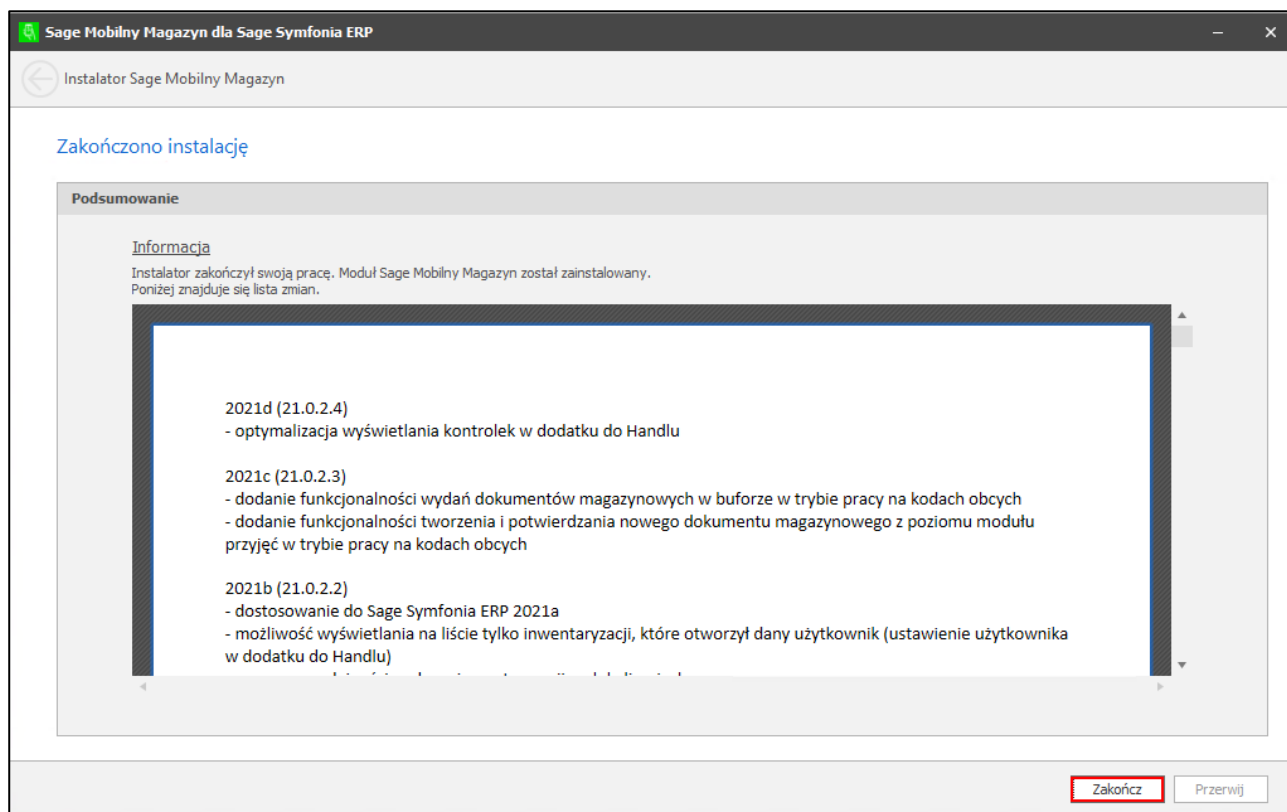 Sage Mobilny Magazyn dla Sage Symfonia ERP
Instalator Sage Mobilny Magazyn
Zakończono instalację
Podsumowanie
Informacja
Instalator zakończył swoją pracę. Moduł Sage Mobilny Magazyn został zainstalowany.
Poniżej znajduje się lista zmian.
2021d (21.0.2.4)
- optymalizacja wyświetlania kontrolek w dodatku do Handlu
2021c (21.0.2.3)
- dodanie funkcjonalności wydań dokumentów magazynowych w buforze w trybie pracy na kodach obcych
- dodanie funkcjonalności tworzenia i potwierdzania nowego dokumentu magazynowego z poziomu modułu
przyjęć w trybie pracy na kodach obcych
2021b (21.0.2.2)
- dostosowanie do Sage Symfonia ERP 2021a
- możliwość wyświetlania na liście tylko inwentaryzacji, które otworzył dany użytkownik (ustawienie użytkownika
w dodatku do Handlu)
Zakończ
Przerwij